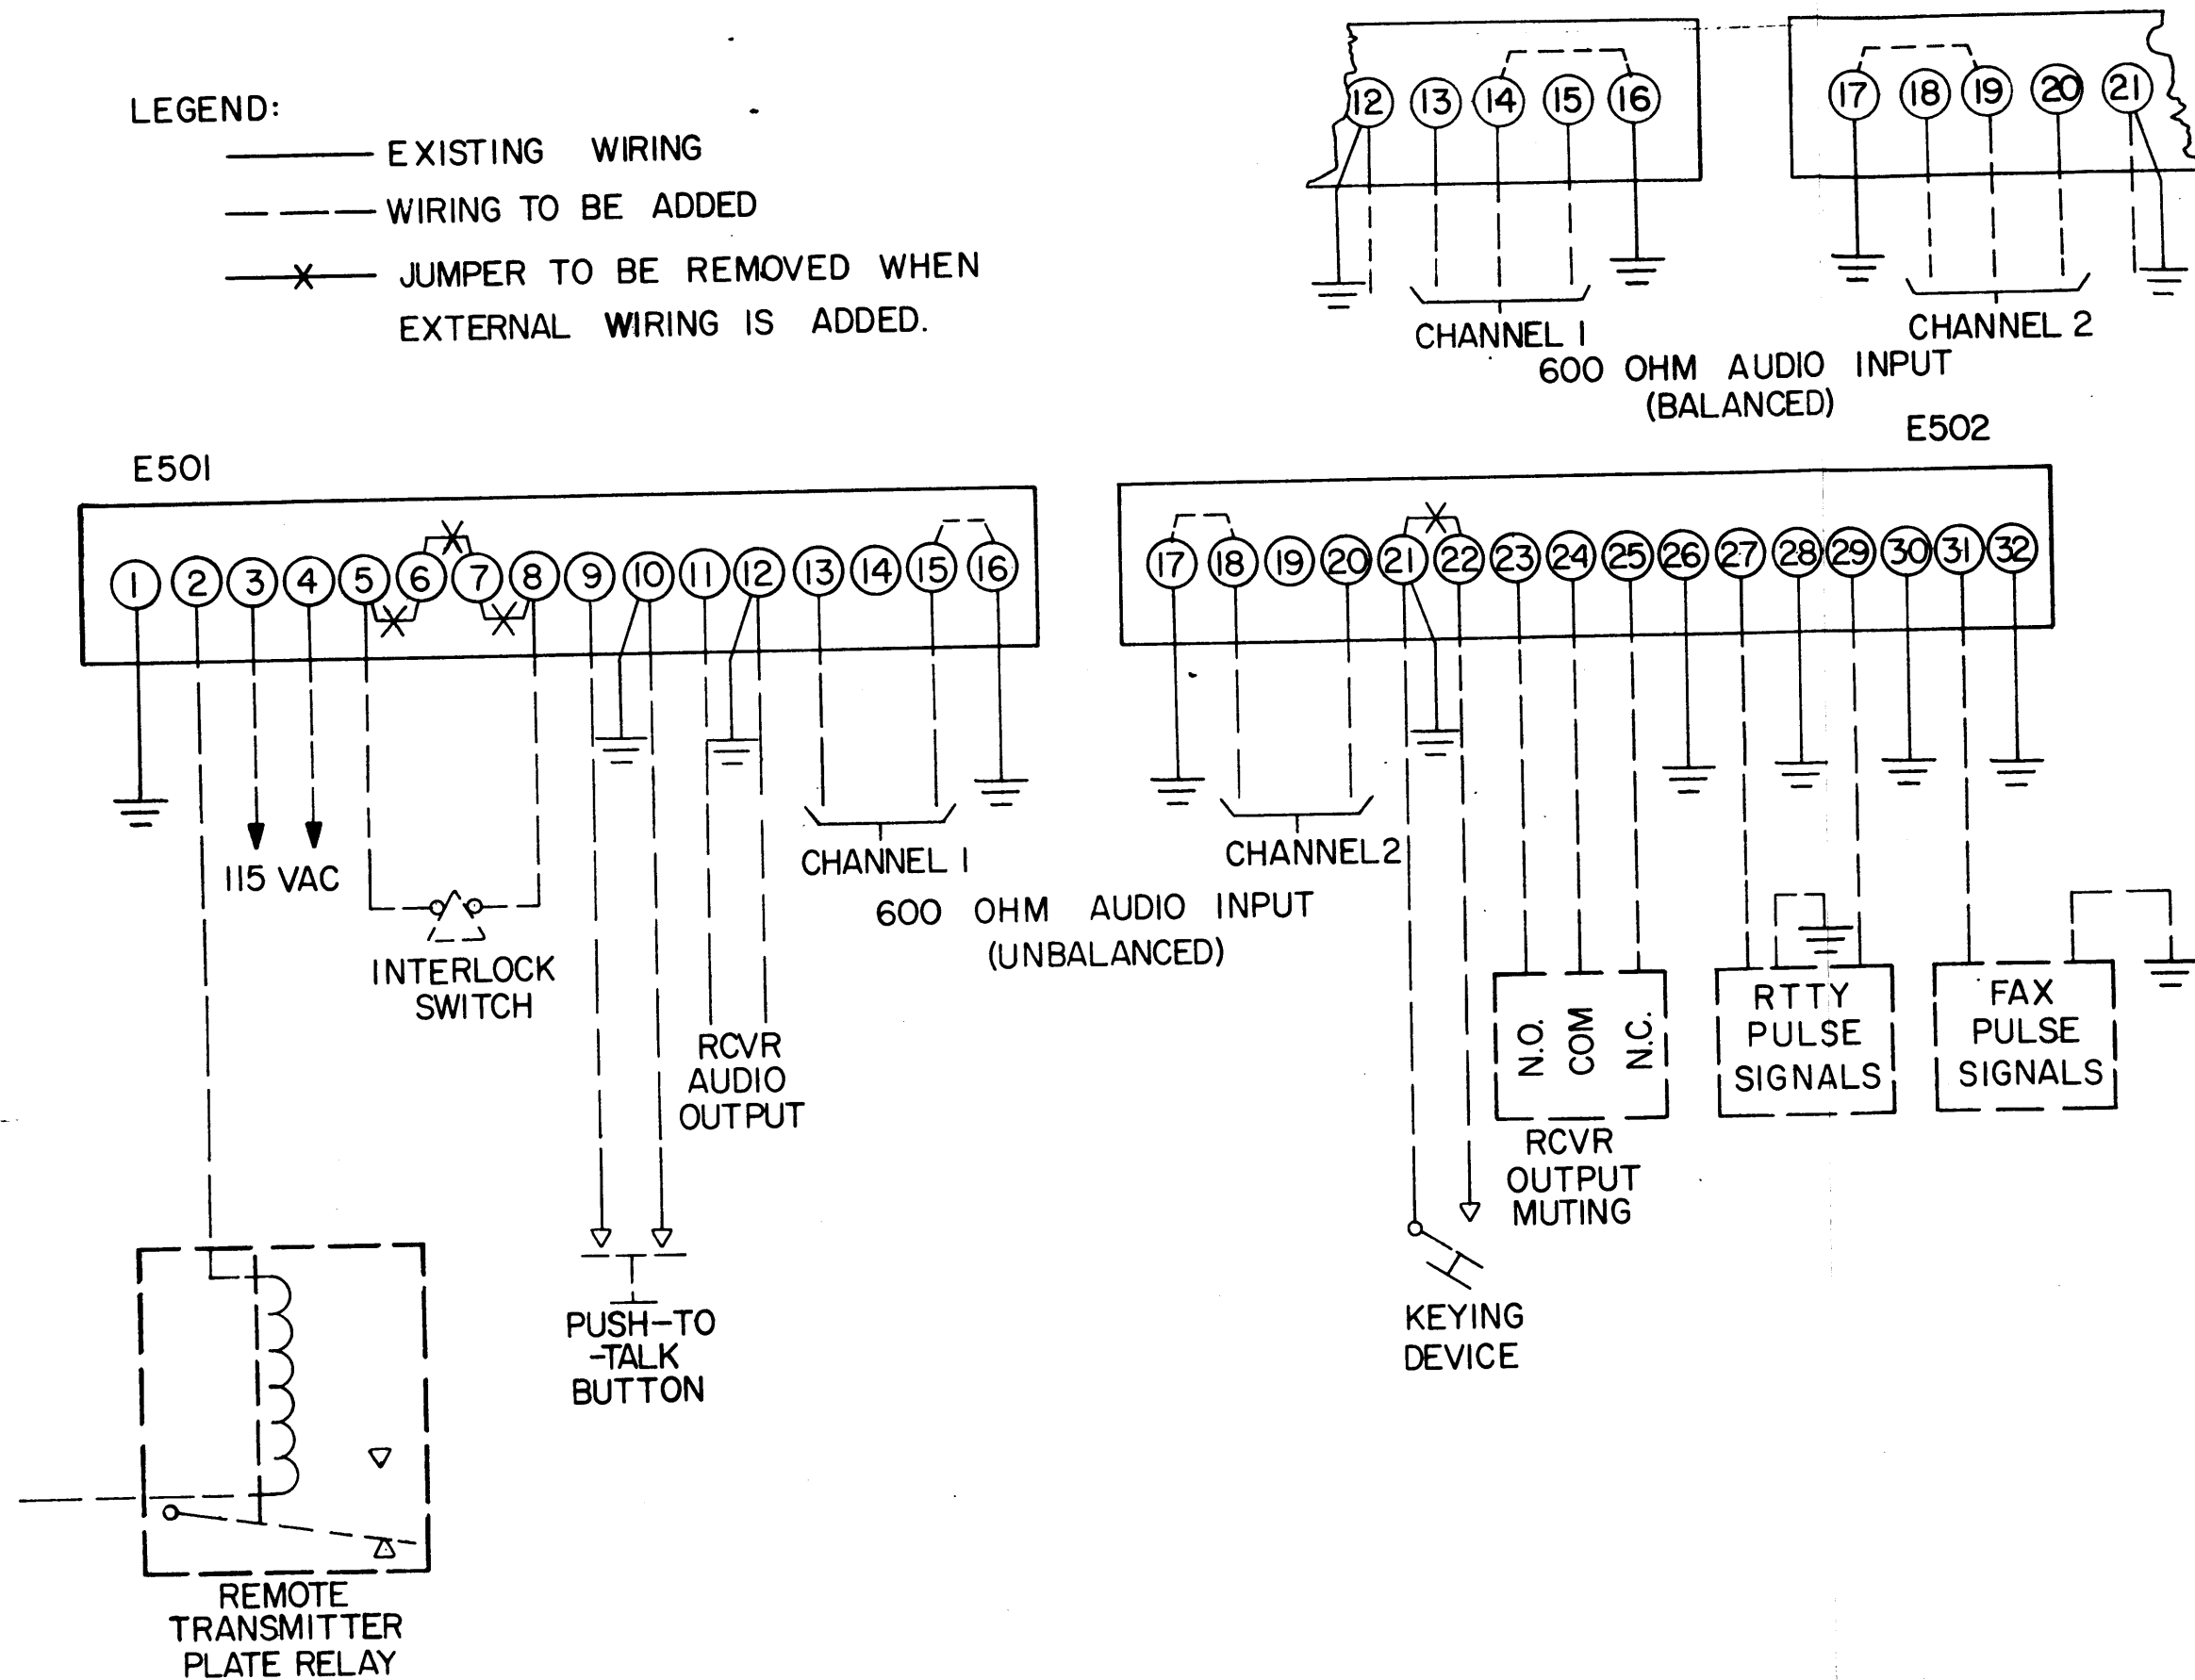 LEGEND:
EXISTING WIRING
WIRING TO BE ADDED
JUMPER TO BE REMOVED WHEN
EXTERNAL WIRING IS ADDED.
12 13 14 15 16
17 18 19 20 21
CHANNEL 1
CHANNEL 2
600 OHM AUDIO INPUT
(BALANCED)
E501
E502
1 2 3 4 5 6 7 8 9 10 11 12 13 14 15 16
17 18 19 20 21 22 23 24 25 26 27 28 29 30 31 32
115 VAC
CHANNEL 1
CHANNEL 2
600 OHM AUDIO INPUT
(UNBALANCED)
INTERLOCK
SWITCH
RCVR
AUDIO
OUTPUT
N.O.
COM
N.C.
RCVR
OUTPUT
MUTING
RTTY
PULSE
SIGNALS
FAX
PULSE
SIGNALS
PUSH-TO
-TALK
BUTTON
KEYING
DEVICE
REMOTE
TRANSMITTER
PLATE RELAY